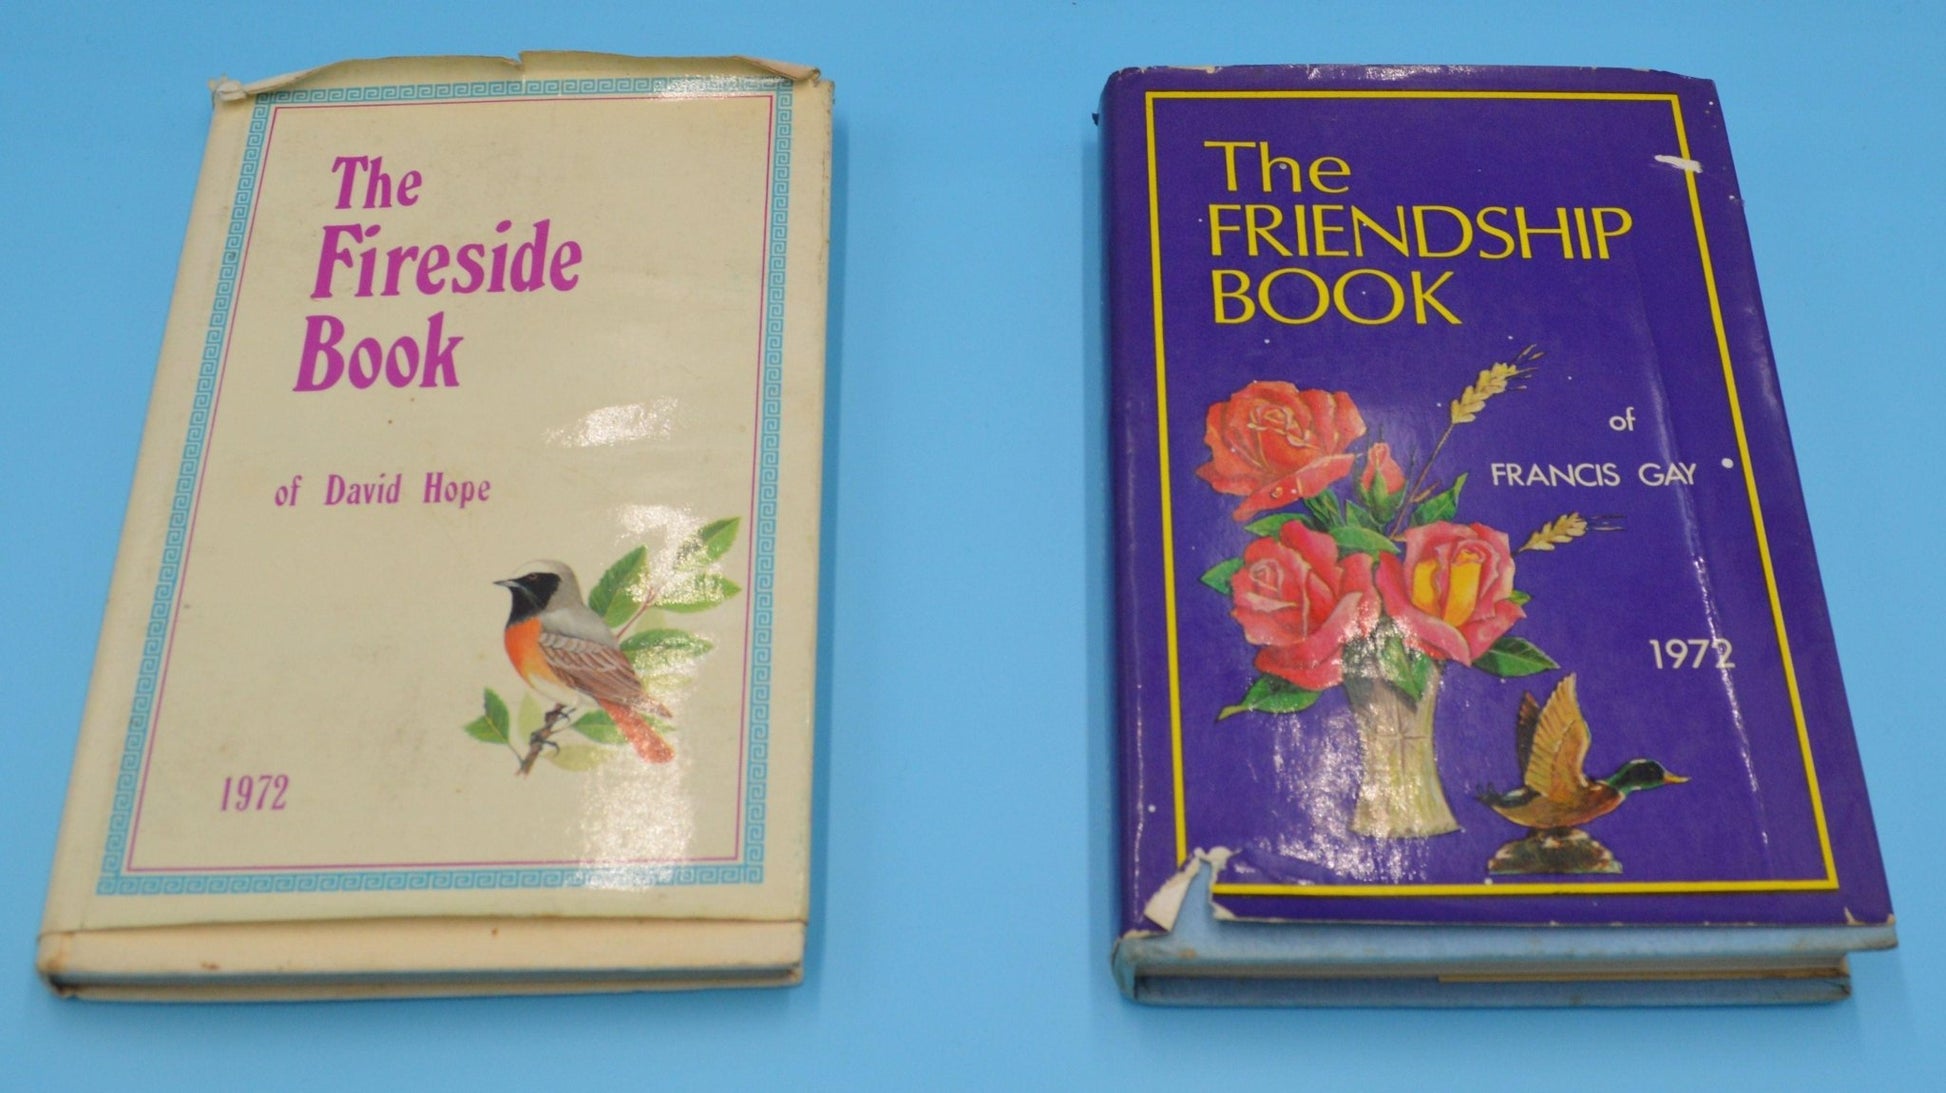 The
Fireside
Book
of David Hope
1972
The
FRIENDSHIP
BOOK
of
FRANCIS GAY
1972